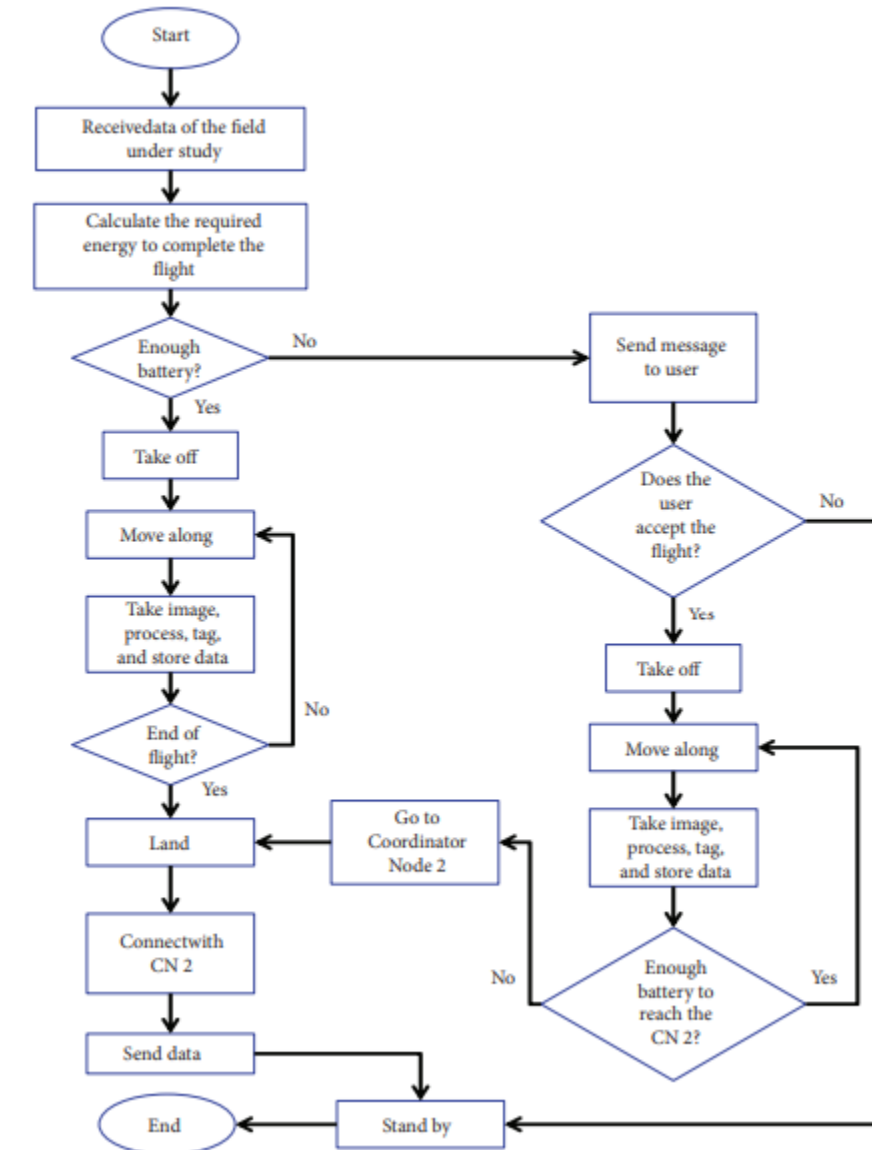 Start
Receivedata of the field
under study
Calculate the required
energy to complete the
flight
Enough
battery?
No
Yes
Send message
to user
Take off
Does the
user
accept the
flight?
No
Yes
Move along
Take image,
process, tag,
and store data
End of
flight?
No
Yes
Take off
Move along
Take image,
process, tag,
and store data
Enough
battery to
reach the
CN 2?
No
Yes
Go to
Coordinator
Node 2
Land
Connectwith
CN 2
Send data
Stand by
End